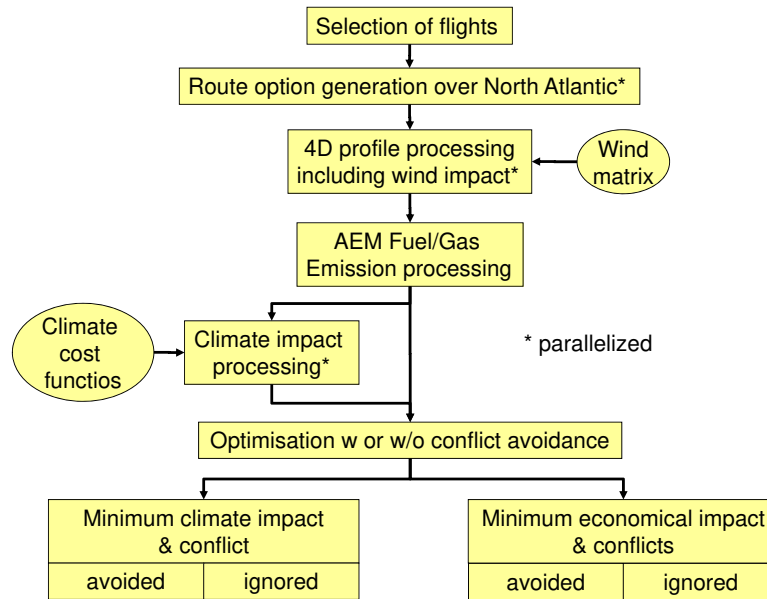 Selection of flights
Route option generation over North Atlantic*
4D profile processing
including wind impact*
Wind
matrix
AEM Fuel/Gas
Emission processing
Climate
cost
functios
Climate impact
processing*
* parallelized
Optimisation w or w/o conflict avoidance
Minimum climate impact
& conflict
avoided
ignored
Minimum economical impact
& conflicts
avoided
ignored